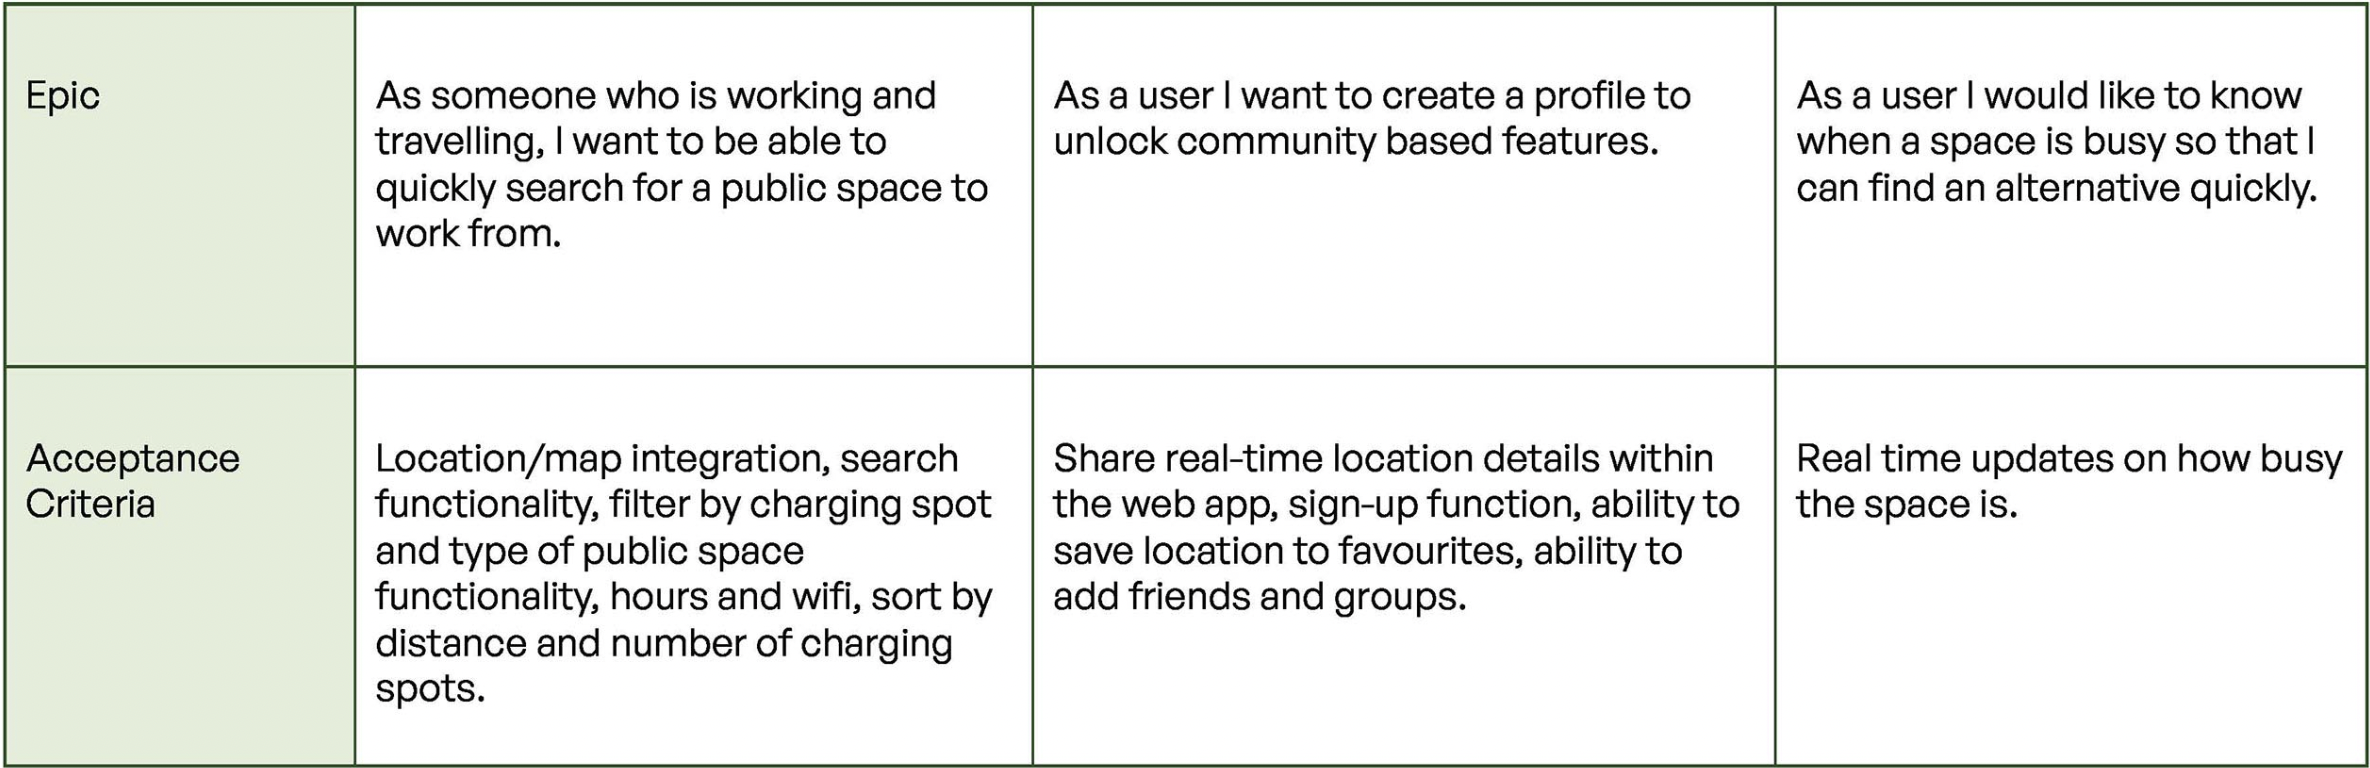 Epic
As someone who is working and
travelling, I want to be able to
quickly search for a public space to
work from.
As a user I want to create a profile to
unlock community based features.
As a user I would like to know
when a space is busy so that I
can find an alternative quickly.
Acceptance
Criteria
Location/map integration, search
functionality, filter by charging spot
and type of public space
functionality, hours and wifi, sort by
distance and number of charging
spots.
Share real-time location details within
the web app, sign-up function, ability to
save location to favourites, ability to
add friends and groups.
Real time updates on how busy
the space is.